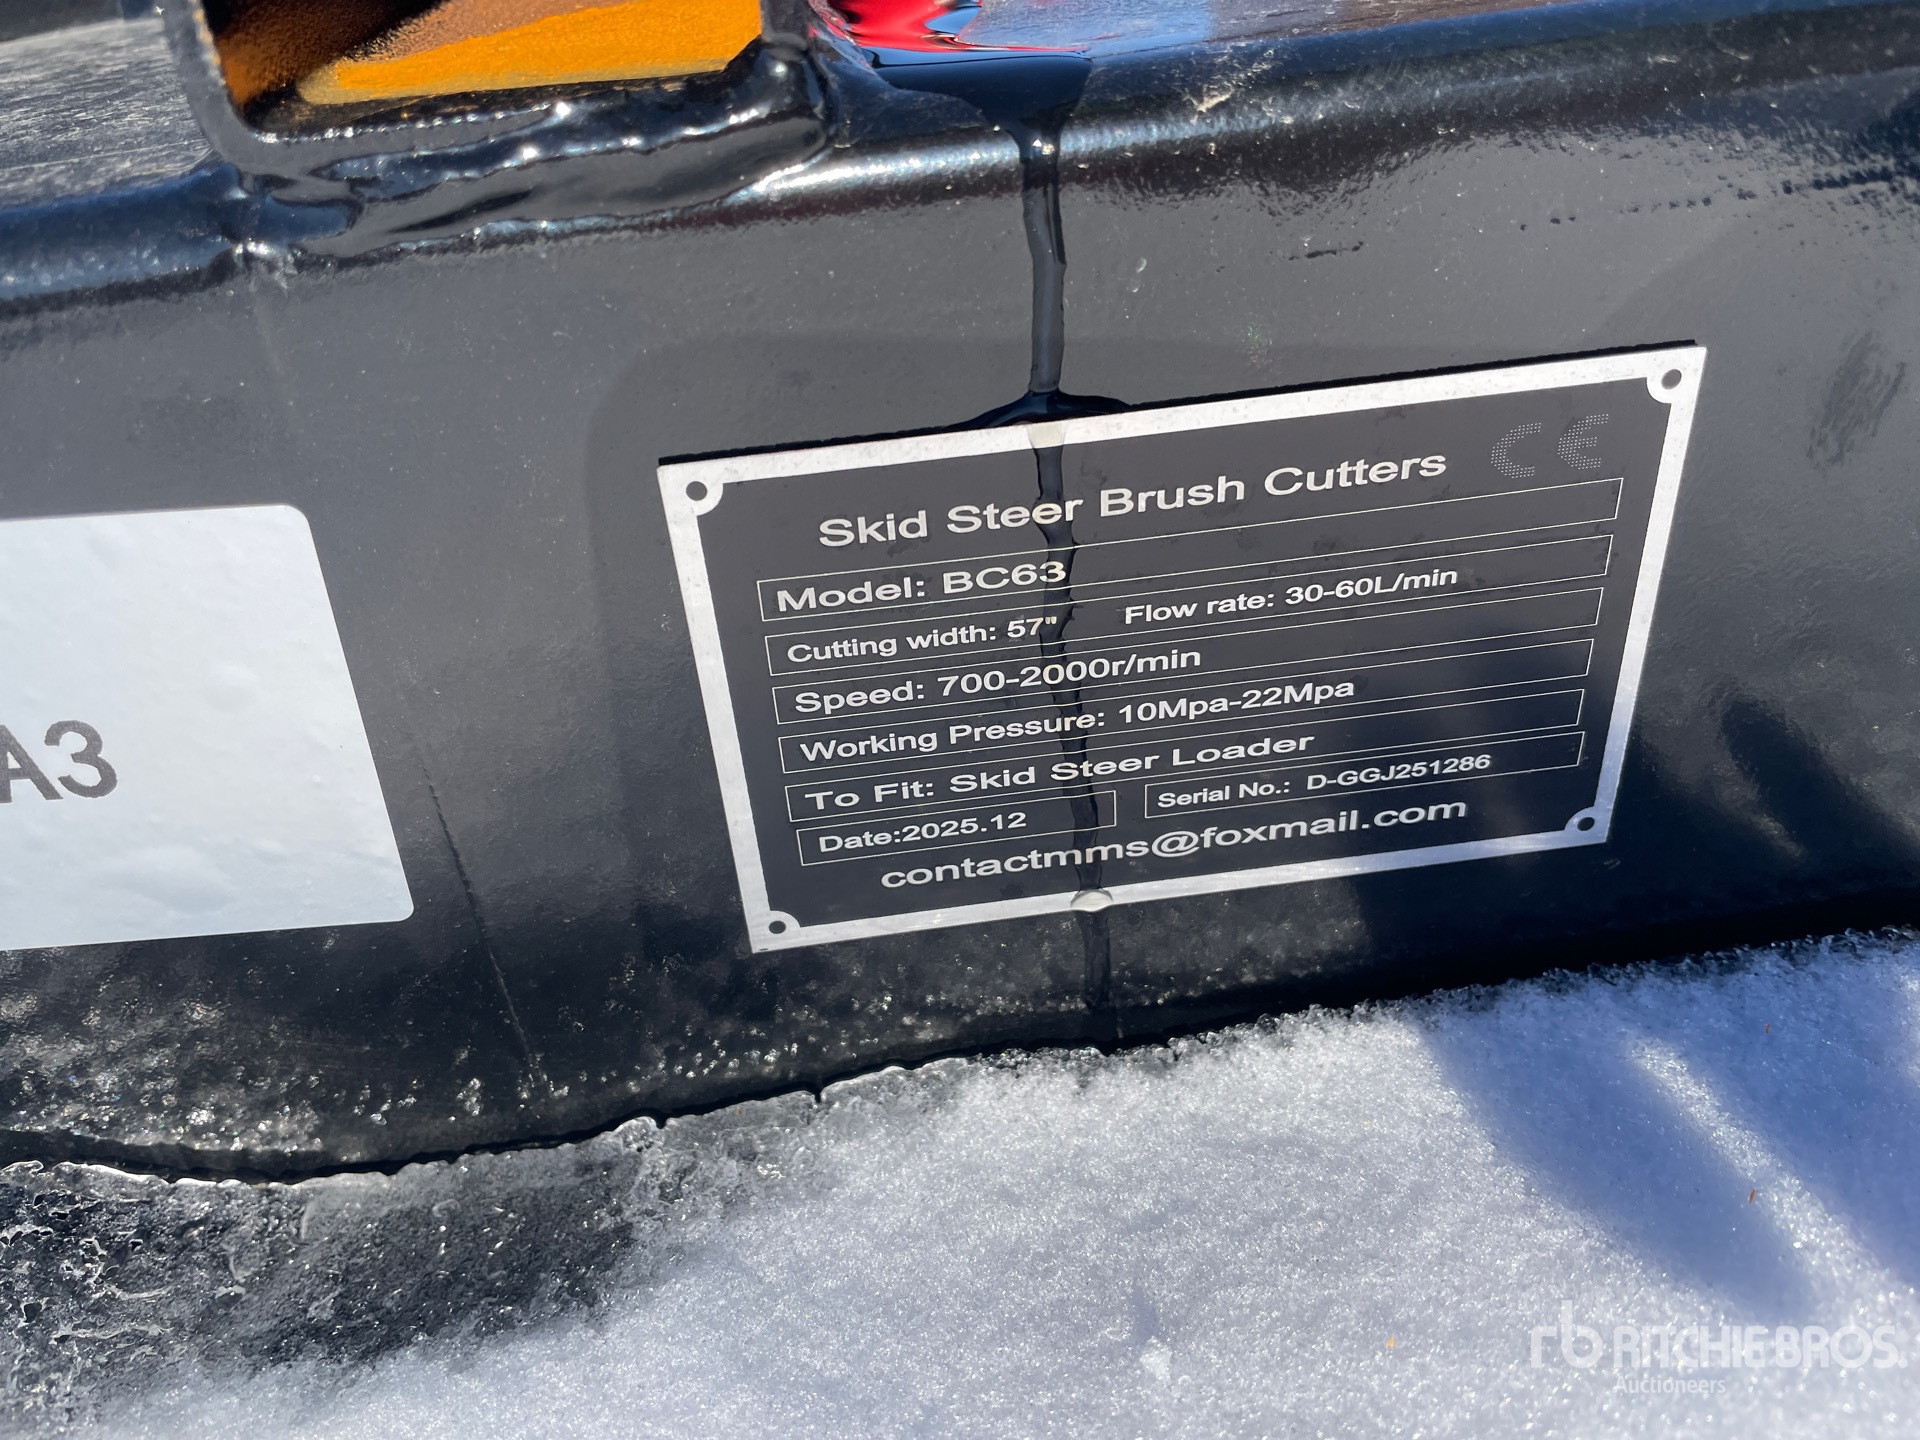 A3
Skid Steer Brush Cutters CE
Model: BC63
Cutting width: 57" Flow rate: 30-60L/min
Speed: 700-2000r/min
Working Pressure: 10Mpa-22Mpa
To Fit: Skid Steer Loader
Date:2025.12 Serial No.: D-GGJ251286
contactmms@foxmail.com
rb RITCHIE BROS.
Auctioneers